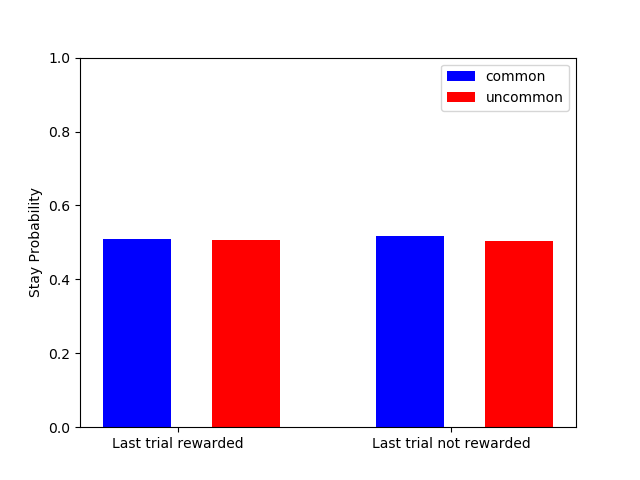 1.0
0.8
0.6
0.4
0.2
0.0
Stay Probability
common
uncommon
Last trial rewarded
Last trial not rewarded